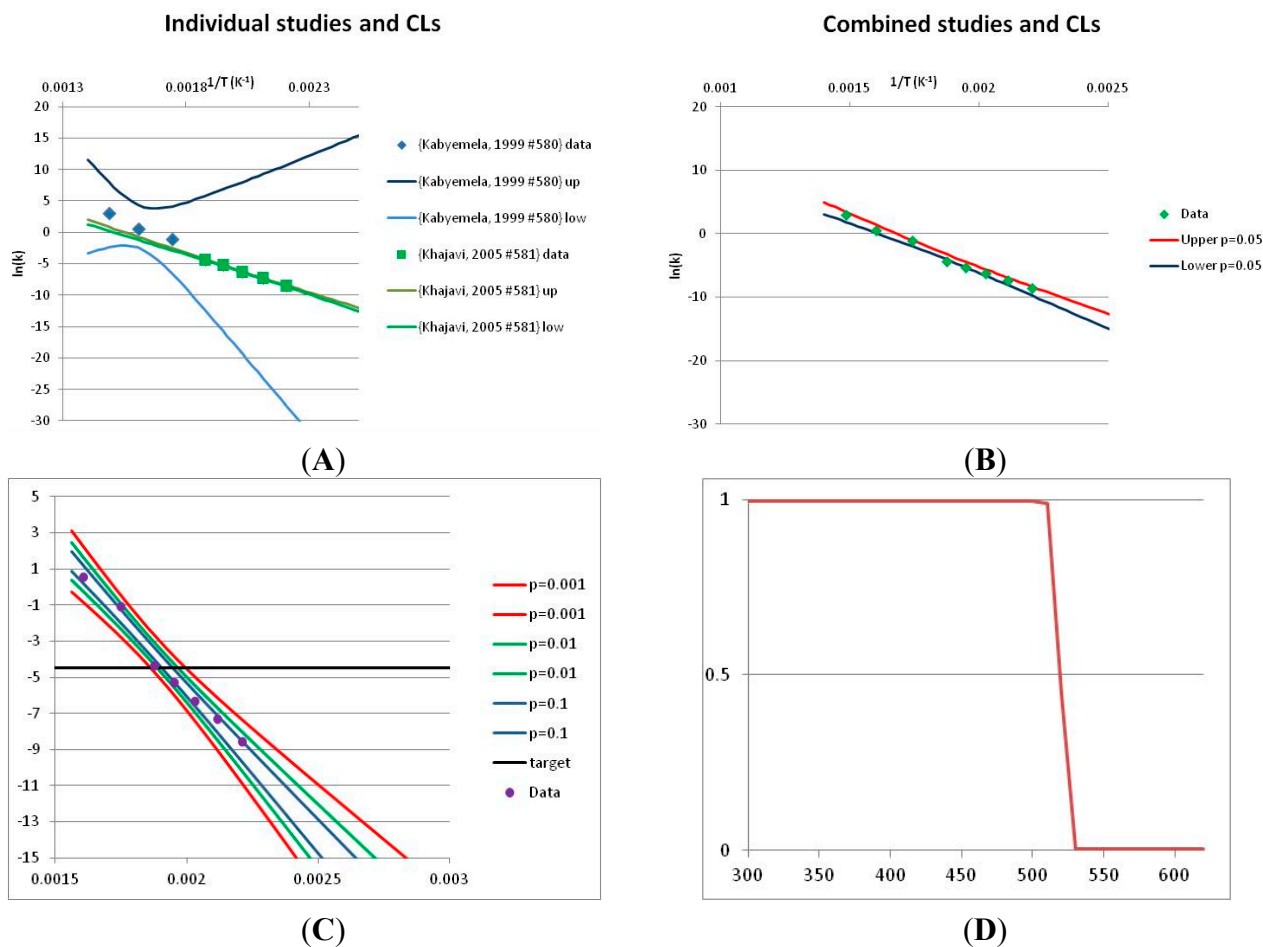 Individual studies and CLs
1/T (K-1)
0.0013 0.0018 0.0023
20
15
10
5
0
-5
-10
-15
-20
-25
-30
ln(k)
{Kabyemela, 1999 #580} data
{Kabyemela, 1999 #580} up
{Kabyemela, 1999 #580} low
{Khajavi, 2005 #581} data
{Khajavi, 2005 #581} up
{Khajavi, 2005 #581} low
(A)
Combined studies and CLs
1/T (K-1)
0.001 0.0015 0.002 0.0025
20
10
0
-10
-20
-30
ln(k)
Data
Upper p=0.05
Lower p=0.05
(B)
5
3
1
-1
-3
-5
-7
-9
-11
-13
-15
0.0015 0.002 0.0025 0.003
p=0.001
p=0.001
p=0.01
p=0.01
p=0.1
p=0.1
target
Data
(C)
1
0.5
0
300 350 400 450 500 550 600
(D)